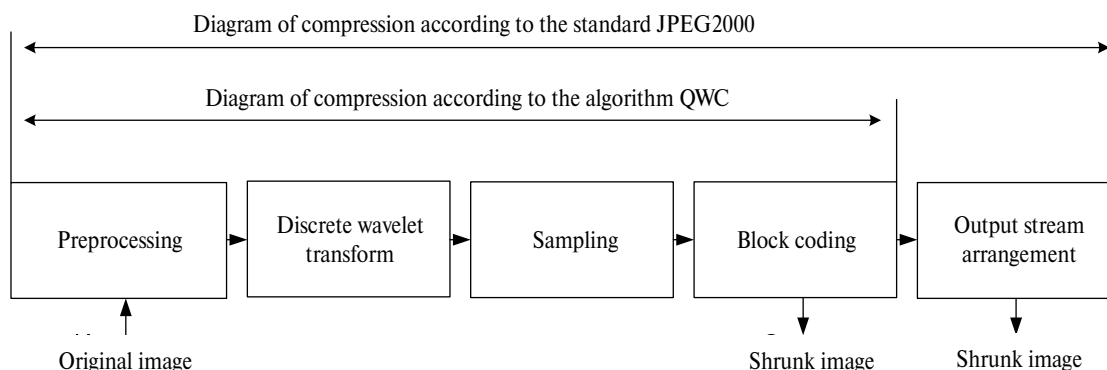 Diagram of compression according to the standard JPEG2000
Diagram of compression according to the algorithm QWC
Preprocessing
Discrete wavelet
transform
Sampling
Block coding
Output stream
arrangement
Original image
Shrunk image
Shrunk image